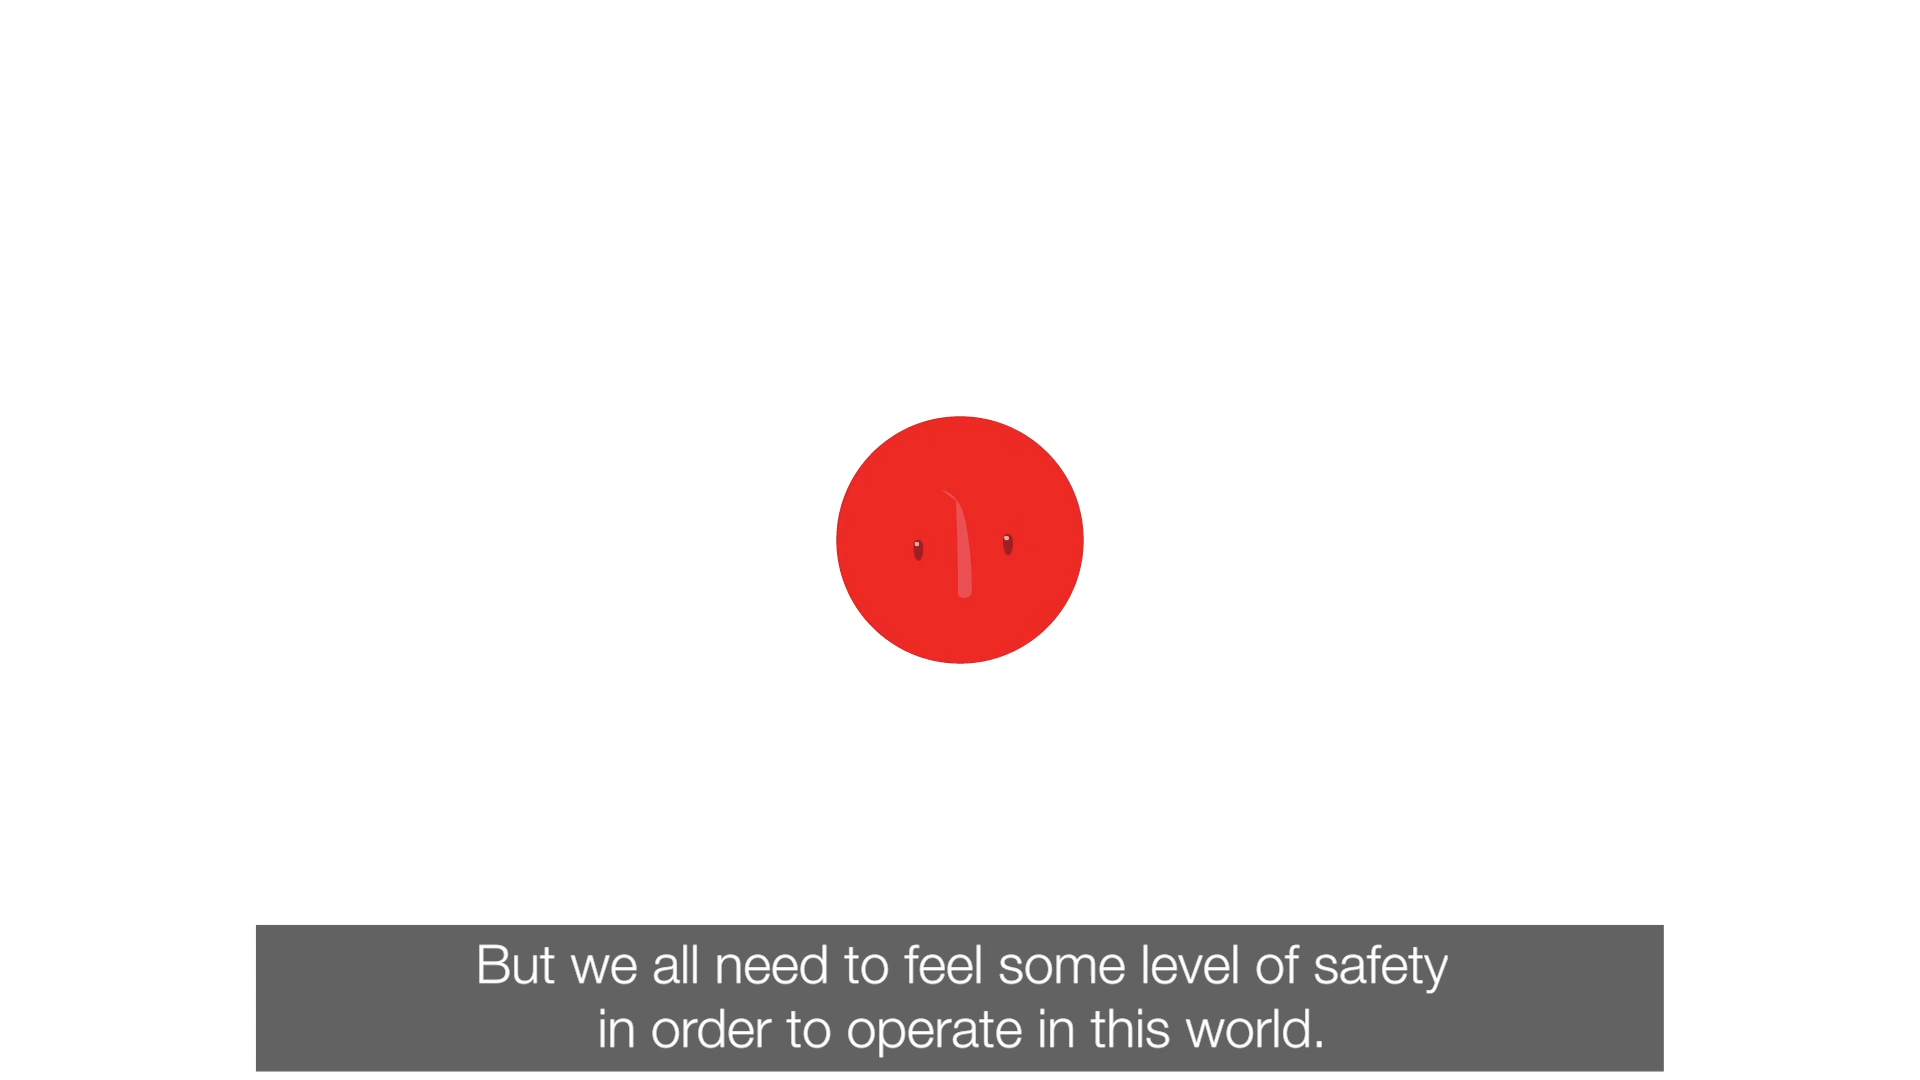 But we all need to feel some level of safety
in order to operate in this world.